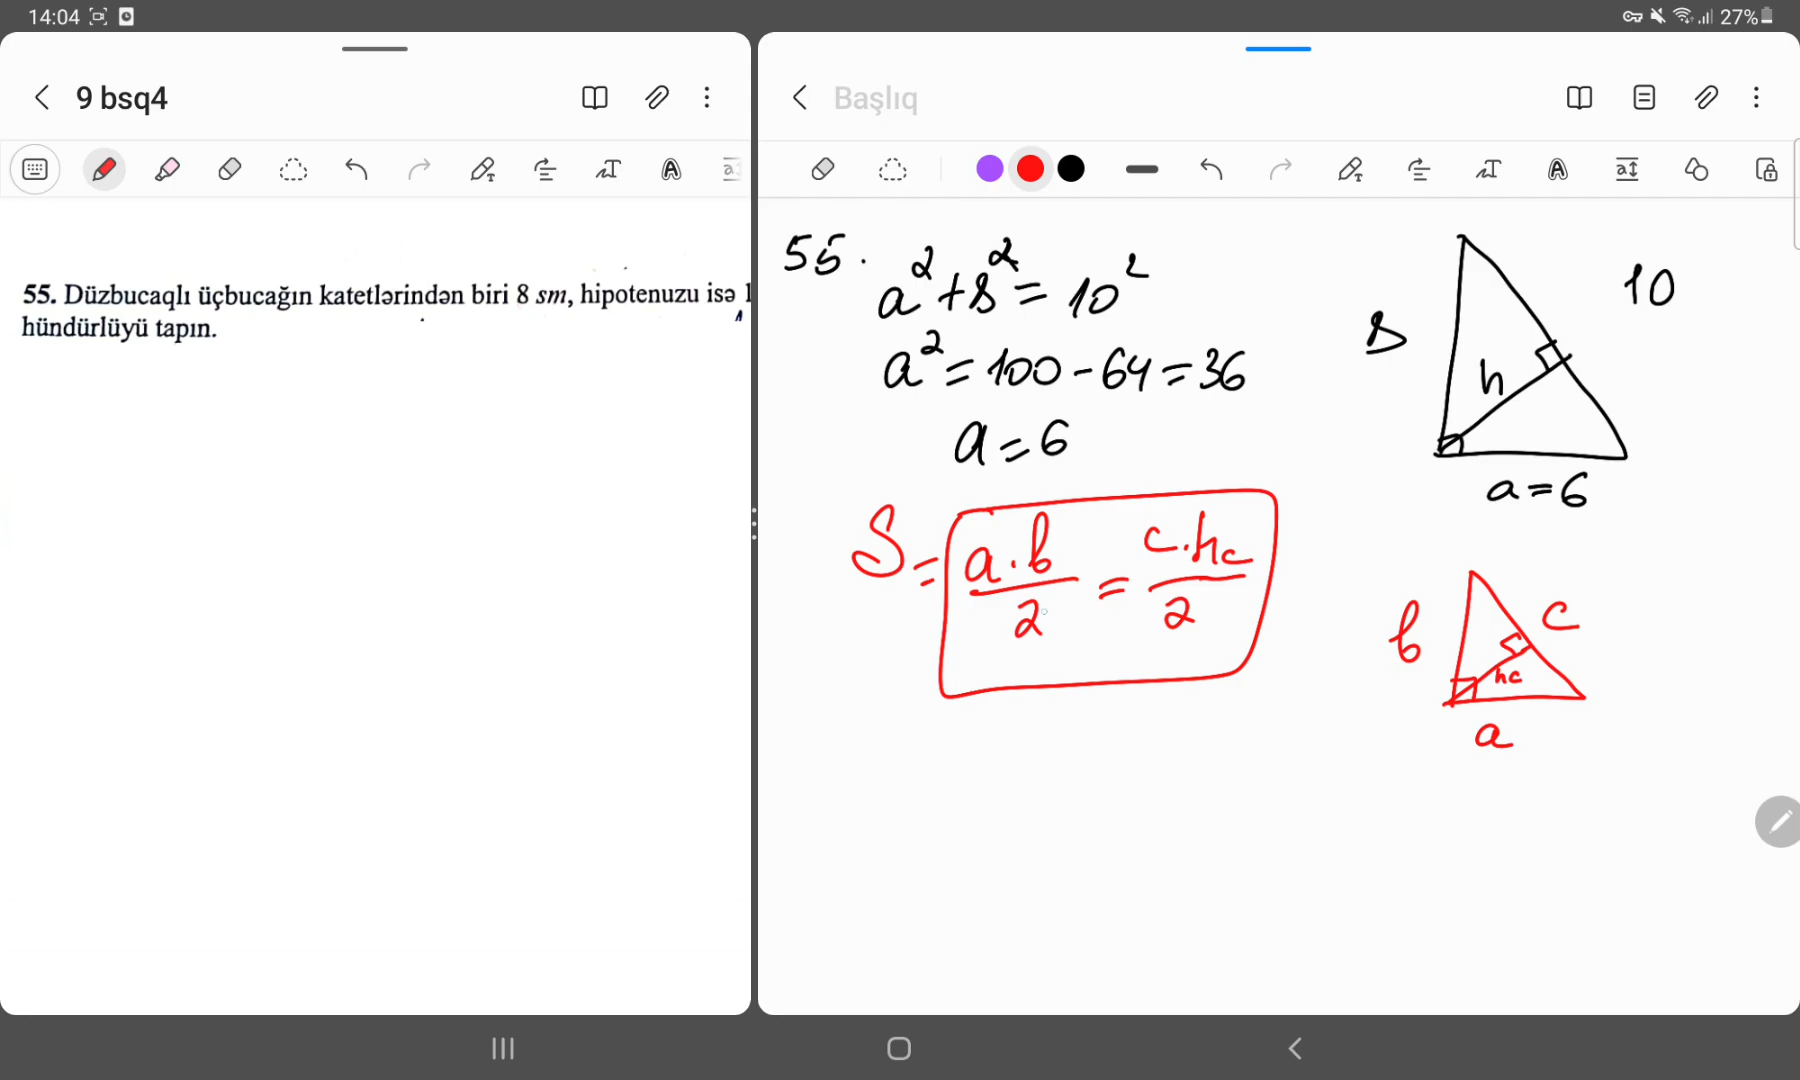 14:04
27%
9 bsq4
Başlıq
55. Düzbucaqlı üçbucağın katetlərindən biri 8 sm, hipotenuzu isə 1
hündürlüyü tapın.
55.
a² + 8² = 10²
a² = 100 - 64 = 36
a = 6
8
10
h
a = 6
S = a·b/2 = c·hc/2
b
c
hc
a